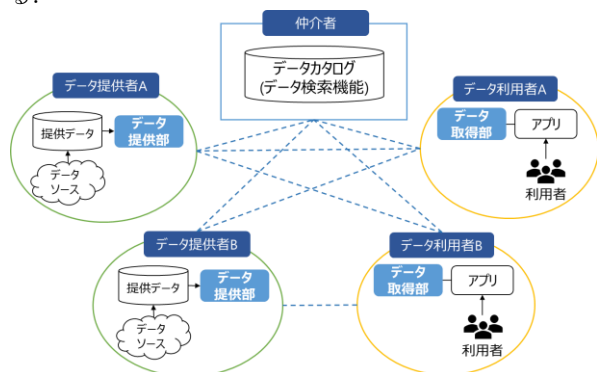 る.
仲介者
データカタログ
(データ検索機能)
データ提供者A
提供データ
データ
提供部
データ
ソース
データ利用者A
データ
取得部
アプリ
利用者
データ提供者B
提供データ
データ
提供部
データ
ソース
データ利用者B
データ
取得部
アプリ
利用者